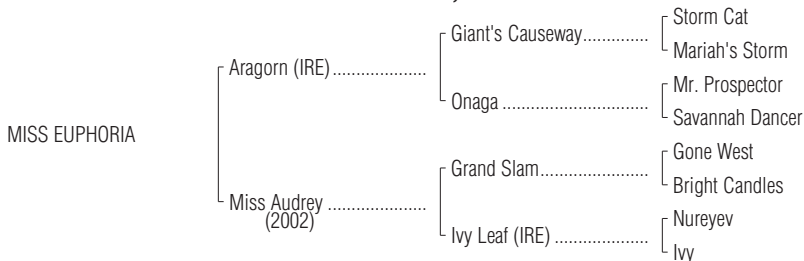 Storm Cat
Giant's Causeway..............
Mariah's Storm
Aragorn (IRE).....................
Mr. Prospector
Onaga ................................
Savannah Dancer
MISS EUPHORIA
Gone West
Grand Slam.......................
Bright Candles
Miss Audrey ......................
(2002)
Nureyev
Ivy Leaf (IRE) ....................
Ivy